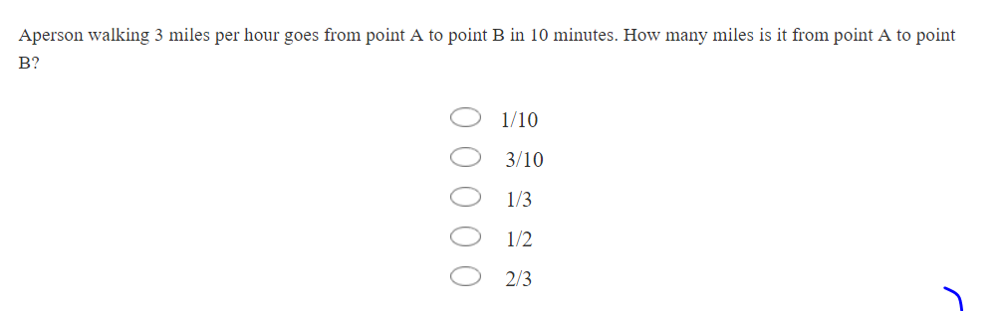 Aperson walking 3 miles per hour goes from point A to point B in 10 minutes. How many miles is it from point A to point
B?
1/10
3/10
1/3
1/2
2/3